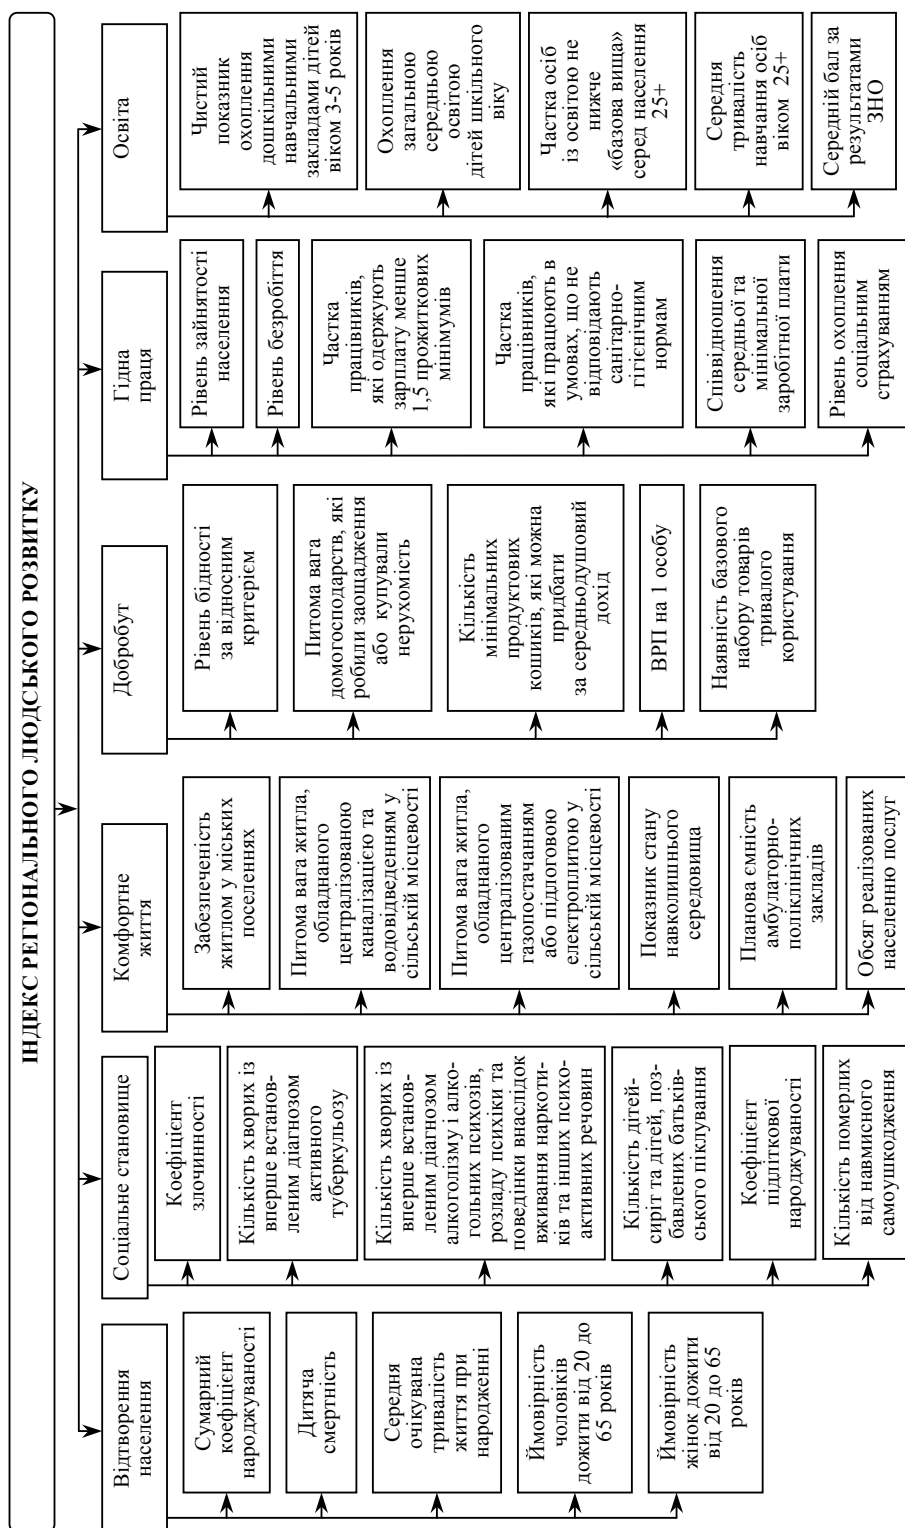 ІНДЕКС РЕГІОНАЛЬНОГО ЛЮДСЬКОГО РОЗВИТКУ
Відтворення
населення
Сумарний
коефіцієнт
народжуваності
Дитяча
смертність
Середня
очікувана
тривалість
життя при
народженні
Ймовірність
чоловіків
дожити від 20 до
65 років
Ймовірність
жінок дожити
від 20 до 65
років
Соціальне становище
Коефіцієнт
злочинності
Кількість хворих із
вперше встанов-
леним діагнозом
активного
туберкульозу
Кількість хворих із
вперше встанов-
леним діагнозом
алкоголізму і алко-
гольних психозів,
розладу психіки та
поведінки внаслідок
вживання наркоти-
ків та інших психо-
активних речовин
Кількість дітей-
сиріт та дітей, поз-
бавлених батьків-
ського піклування
Коефіцієнт
підліткової
народжуваності
Кількість померлих
від навмисного
самоушкодження
Комфортне
життя
Забезпеченість
житлом у міських
поселеннях
Питома вага житла,
обладнаного
централізованою
каналізацією та
водовідведенням у
сільській місцевості
Питома вага житла,
обладнаного
централізованим
газопостачанням
або підлоговою
електроплитою у
сільській місцевості
Показник стану
навколишнього
середовища
Планова ємність
амбулаторно-
поліклінічних
закладів
Обсяг реалізованих
населенню послуг
Добробут
Рівень бідності
за відносним
критерієм
Питома вага
домогосподарств, які
робили заощадження
або купували
нерухомість
Кількість
мінімальних
продуктових
кошиків, які можна
придбати
за середньодушовий
дохід
ВРП на 1 особу
Наявність базового
набору товарів
тривалого
користування
Гідна
праця
Рівень зайнятості
населення
Рівень безробіття
Частка
працівників,
які одержують
зарплату менше
1,5 прожиткових
мінімумів
Частка
працівників,
які працюють в
умовах, що не
відповідають
санітарно-
гігієнічним
нормам
Співвідношення
середньої та
мінімальної
заробітної плати
Рівень охоплення
соціальним
страхуванням
Освіта
Чистий
показник
охоплення
дошкільними
навчальними
закладами дітей
віком 3-5 років
Охоплення
загальною
середньою
освітою
дітей шкільного
віку
Частка осіб
із освітою не
нижче
«базова вища»
серед населення
25+
Середня
тривалість
навчання осіб
віком 25+
Середній бал за
результатами
ЗНО